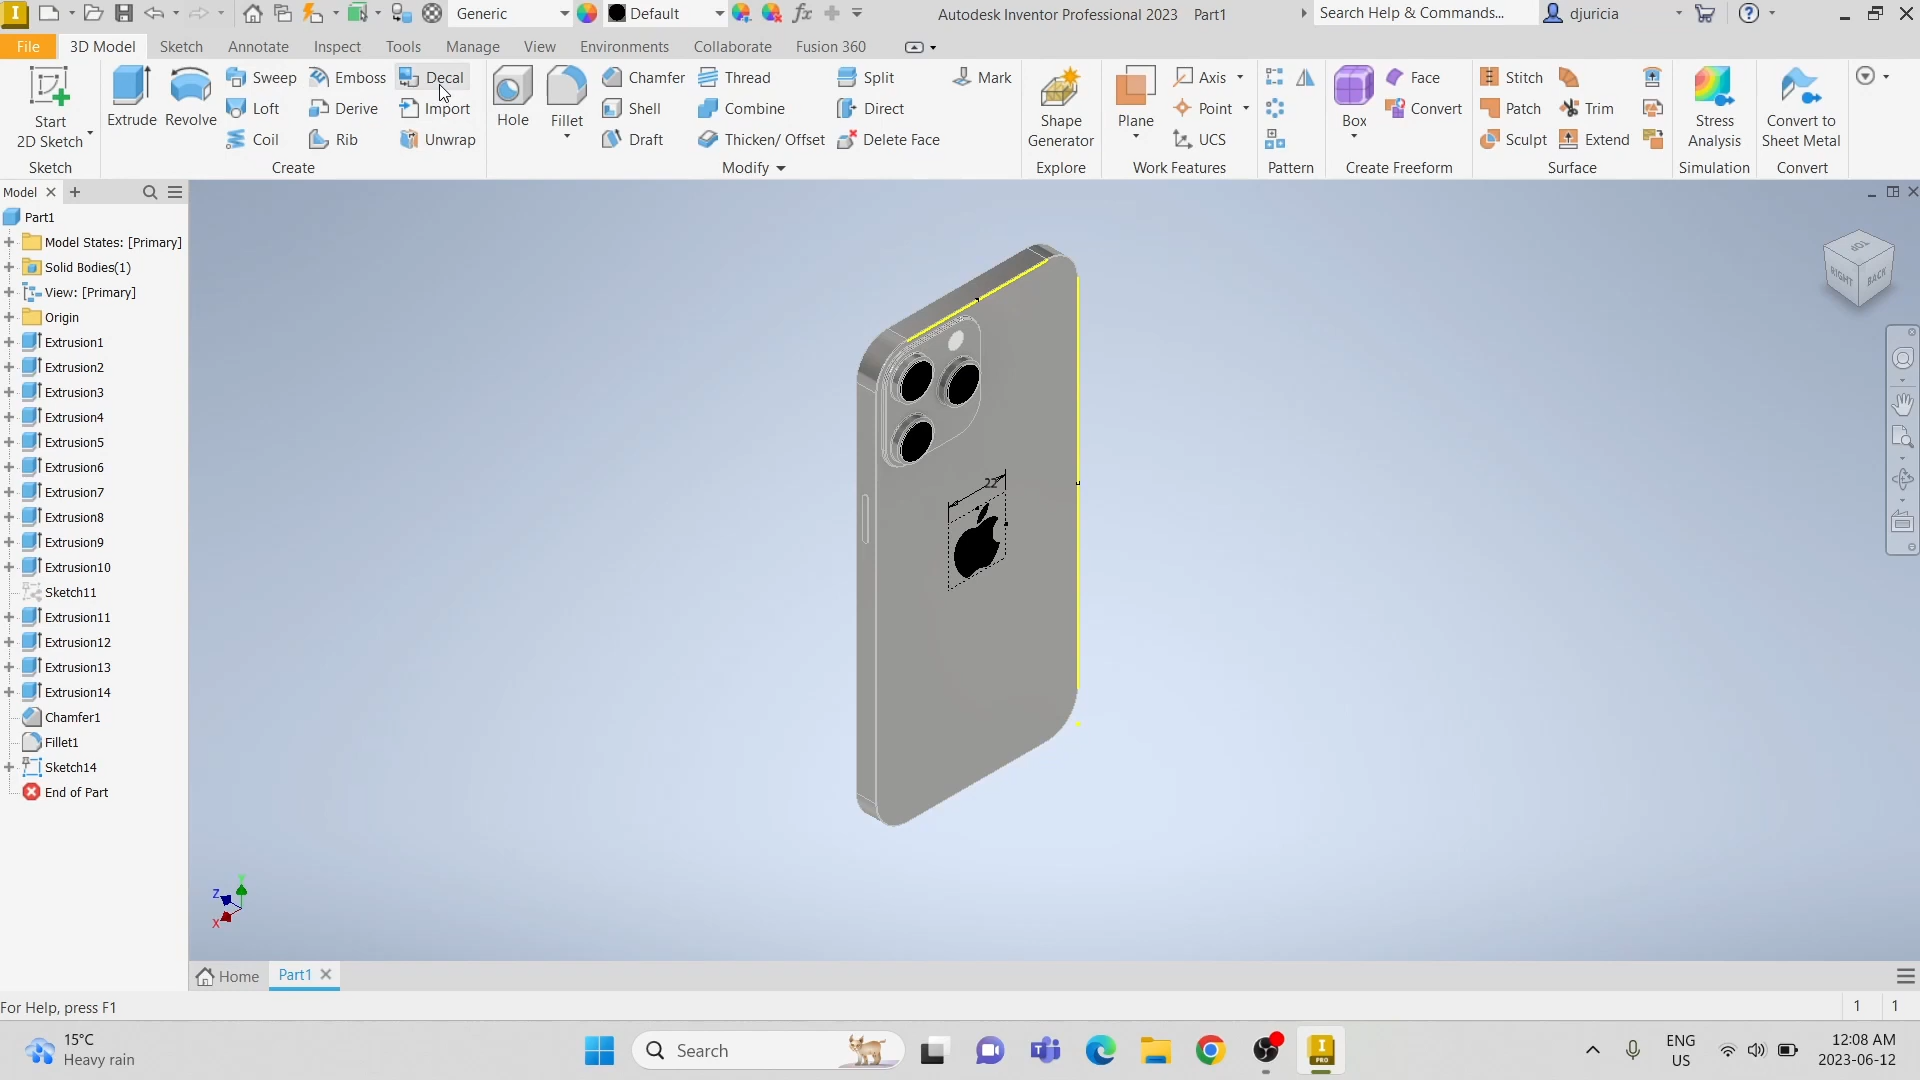 Generic
Default
Autodesk Inventor Professional 2023 Part1
Search Help & Commands...
djuricia
File
3D Model
Sketch
Annotate
Inspect
Tools
Manage
View
Environments
Collaborate
Fusion 360
Start
2D Sketch
Sketch
Extrude
Revolve
Sweep
Loft
Coil
Emboss
Derive
Rib
Decal
Import
Unwrap
Create
Hole
Fillet
Chamfer
Shell
Draft
Thread
Combine
Thicken/ Offset
Split
Direct
Delete Face
Modify
Mark
Shape
Generator
Explore
Plane
Axis
Point
UCS
Work Features
Pattern
Box
Face
Convert
Create Freeform
Stitch
Patch
Sculpt
Trim
Extend
Surface
Stress
Analysis
Simulation
Convert to
Sheet Metal
Convert
Model
Part1
Model States: [Primary]
Solid Bodies(1)
View: [Primary]
Origin
Extrusion1
Extrusion2
Extrusion3
Extrusion4
Extrusion5
Extrusion6
Extrusion7
Extrusion8
Extrusion9
Extrusion10
Sketch11
Extrusion11
Extrusion12
Extrusion13
Extrusion14
Chamfer1
Fillet1
Sketch14
End of Part
TOP
RIGHT
BACK
22
Y
Z
X
Home
Part1
For Help, press F1
1
1
15°C
Heavy rain
Search
PRO
ENG
US
12:08 AM
2023-06-12